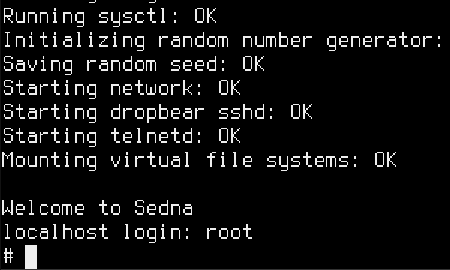 Running sysctl: OK
Initializing random number generator:
Saving random seed: OK
Starting network: OK
Starting dropbear sshd: OK
Starting telnetd: OK
Mounting virtual file systems: OK
Welcome to Sedna
localhost login: root
#